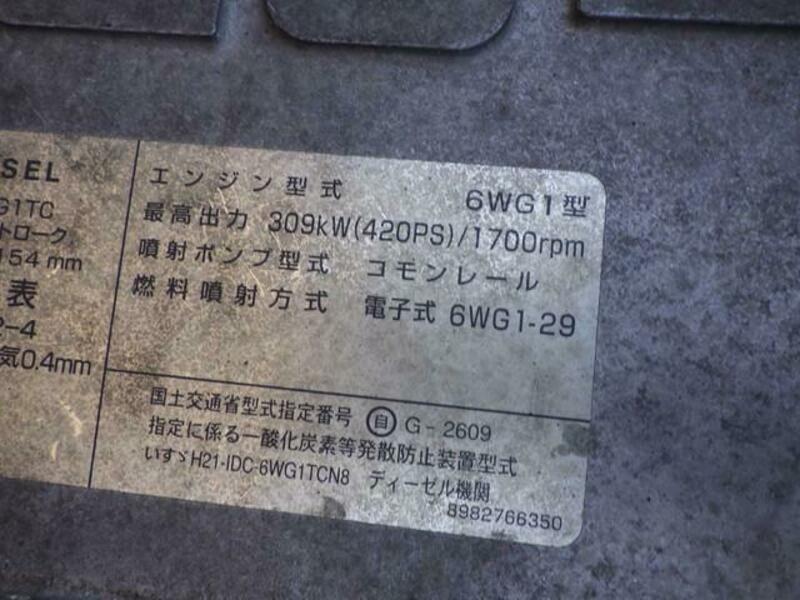 SEL
G1TC
トローク
154 mm
表
2-4
気0.4mm
エンジン型式 6WG1型
最高出力 309kW(420PS)/1700rpm
噴射ポンプ型式 コモンレール
燃料噴射方式 電子式 6WG1-29
国土交通省型式指定番号 ㊠ G-2609
指定に係る一酸化炭素等発散防止装置型式
いすゞH21-IDC-6WG1TCN8 ディーゼル機関
8982766350